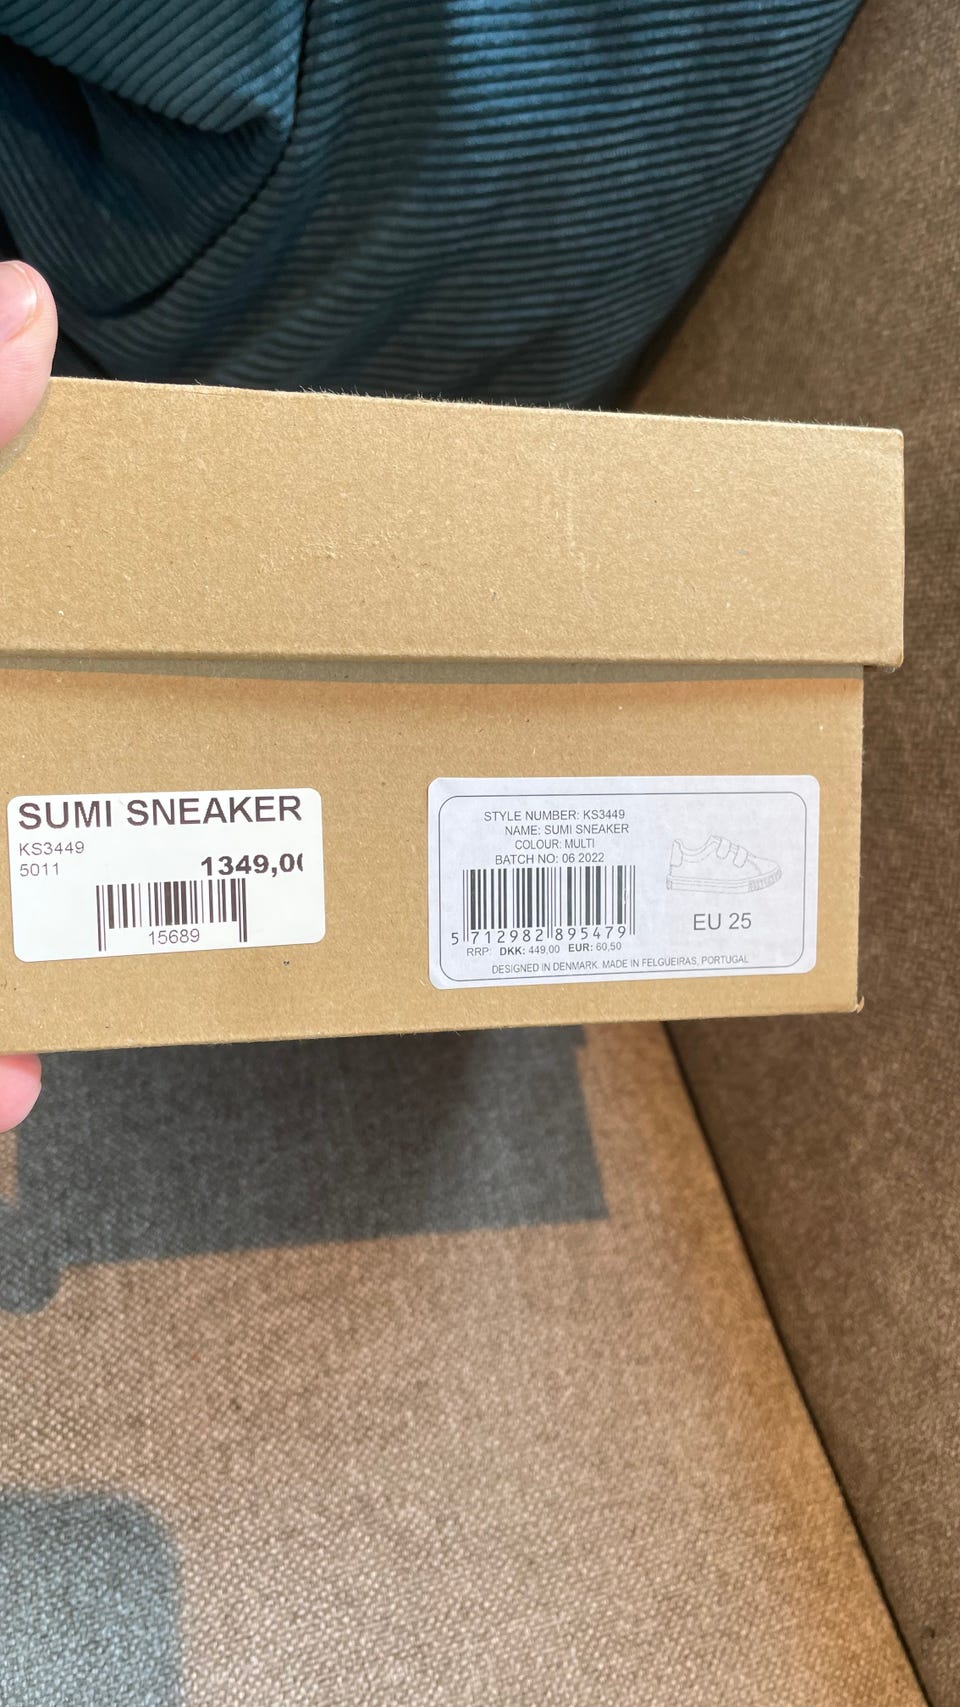 SUMI SNEAKER
KS3449
5011
1349,0(
15689
STYLE NUMBER: KS3449
NAME: SUMI SNEAKER
COLOUR: MULTI
BATCH NO: 06 2022
5 712982 895479
RRP: DKK: 449,00 EUR: 60,50
EU 25
DESIGNED IN DENMARK. MADE IN FELGUEIRAS, PORTUGAL